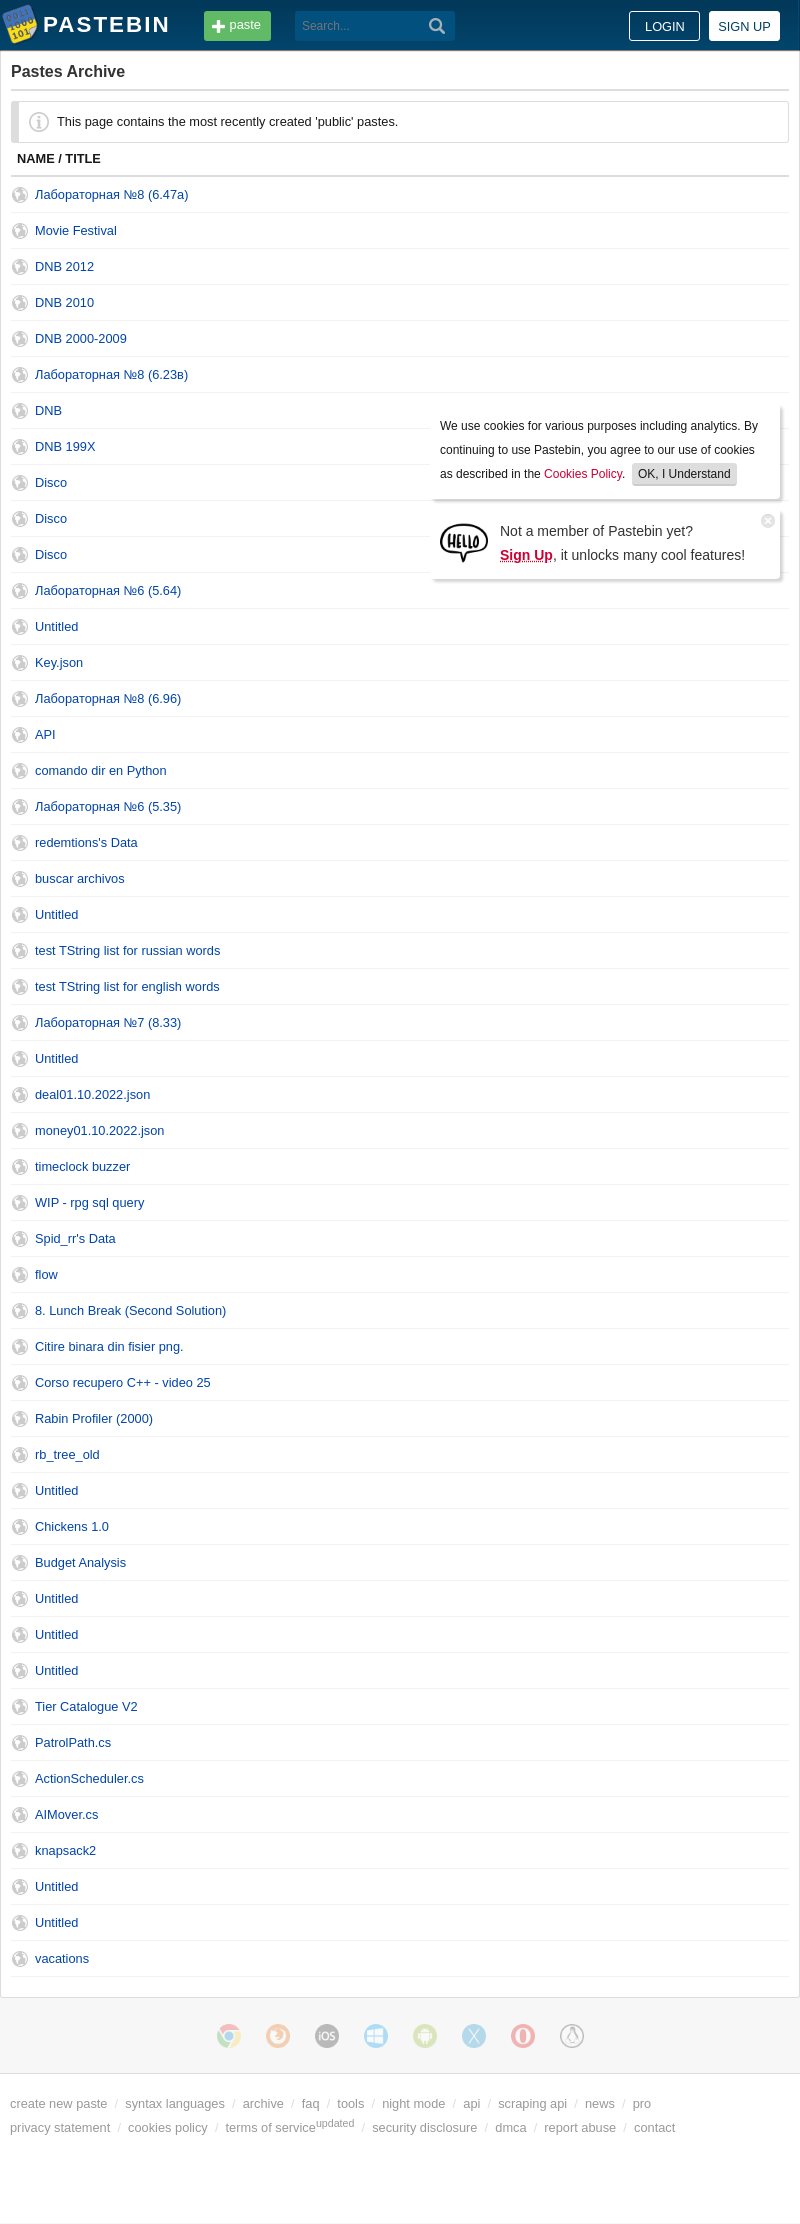 PASTEBIN
paste
Search...
LOGIN
SIGN UP
Pastes Archive
This page contains the most recently created 'public' pastes.
NAME / TITLE
Лабораторная №8 (6.47а)
Movie Festival
DNB 2012
DNB 2010
DNB 2000-2009
Лабораторная №8 (6.23в)
DNB
DNB 199X
Disco
Disco
Disco
Лабораторная №6 (5.64)
We use cookies for various purposes including analytics. By
continuing to use Pastebin, you agree to our use of cookies
as described in the Cookies Policy. OK, I Understand
HELLO
Not a member of Pastebin yet?
Sign Up, it unlocks many cool features!
Untitled
Key.json
Лабораторная №8 (6.96)
API
comando dir en Python
Лабораторная №6 (5.35)
redemtions's Data
buscar archivos
Untitled
test TString list for russian words
test TString list for english words
Лабораторная №7 (8.33)
Untitled
deal01.10.2022.json
money01.10.2022.json
timeclock buzzer
WIP - rpg sql query
Spid_rr's Data
flow
8. Lunch Break (Second Solution)
Citire binara din fisier png.
Corso recupero C++ - video 25
Rabin Profiler (2000)
rb_tree_old
Untitled
Chickens 1.0
Budget Analysis
Untitled
Untitled
Untitled
Tier Catalogue V2
PatrolPath.cs
ActionScheduler.cs
AIMover.cs
knapsack2
Untitled
Untitled
vacations
iOS
create new paste / syntax languages / archive / faq / tools / night mode / api / scraping api / news / pro
privacy statement / cookies policy / terms of service updated / security disclosure / dmca / report abuse / contact